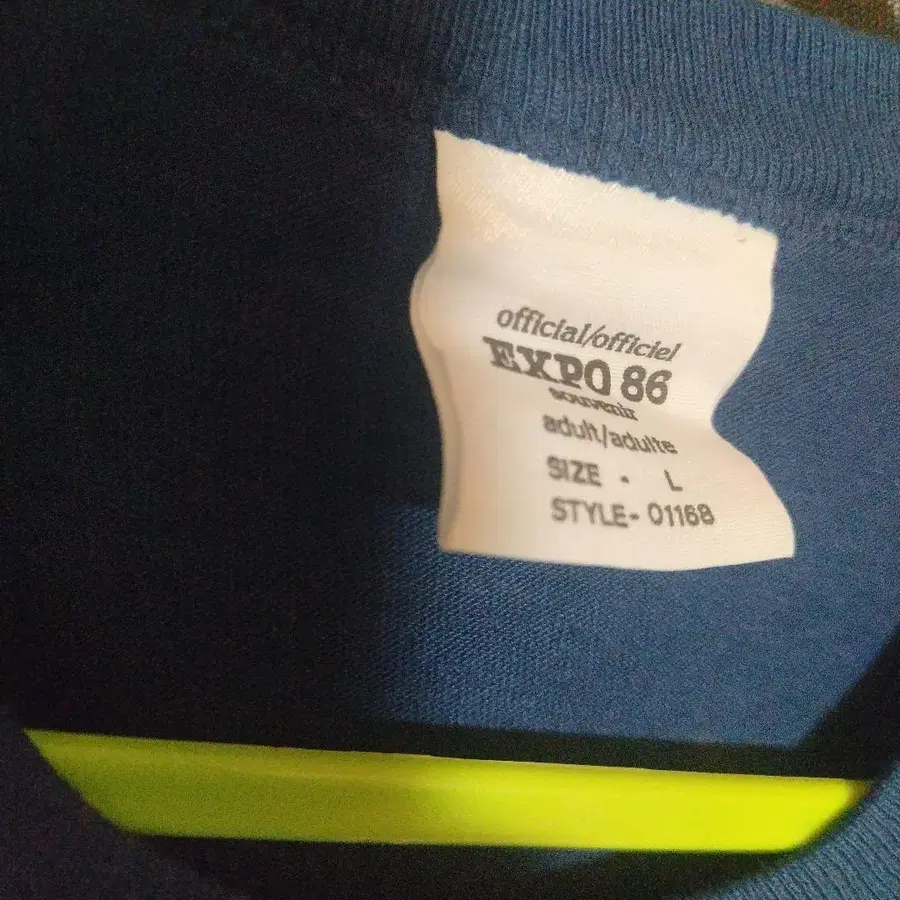 official/officiel
EXPO 86
souvenir
adult/adulte
SIZE - L
STYLE- 01168